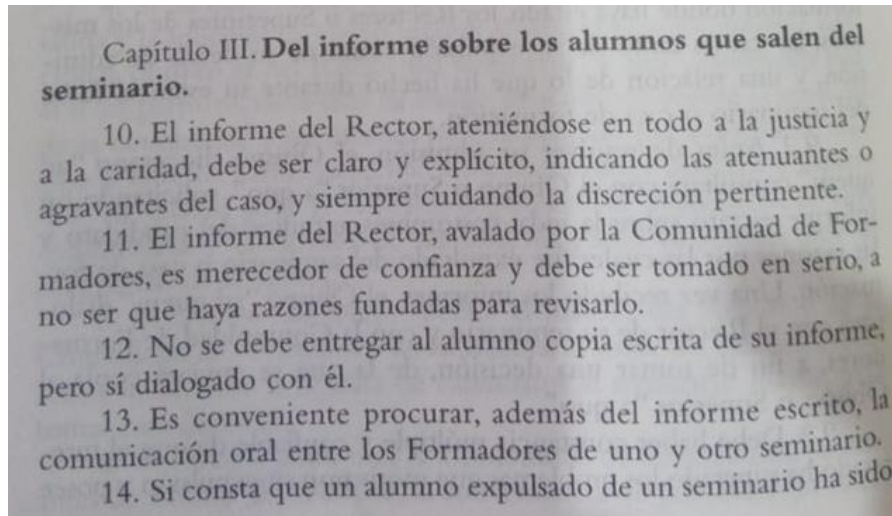 Capítulo III. Del informe sobre los alumnos que salen del
seminario.
10. El informe del Rector, ateniéndose en todo a la justicia y
a la caridad, debe ser claro y explícito, indicando las atenuantes o
agravantes del caso, y siempre cuidando la discreción pertinente.
11. El informe del Rector, avalado por la Comunidad de For-
madores, es merecedor de confianza y debe ser tomado en serio, a
no ser que haya razones fundadas para revisarlo.
12. No se debe entregar al alumno copia escrita de su informe,
pero sí dialogado con él.
13. Es conveniente procurar, además del informe escrito, la
comunicación oral entre los Formadores de uno y otro seminario.
14. Si consta que un alumno expulsado de un seminario ha sido